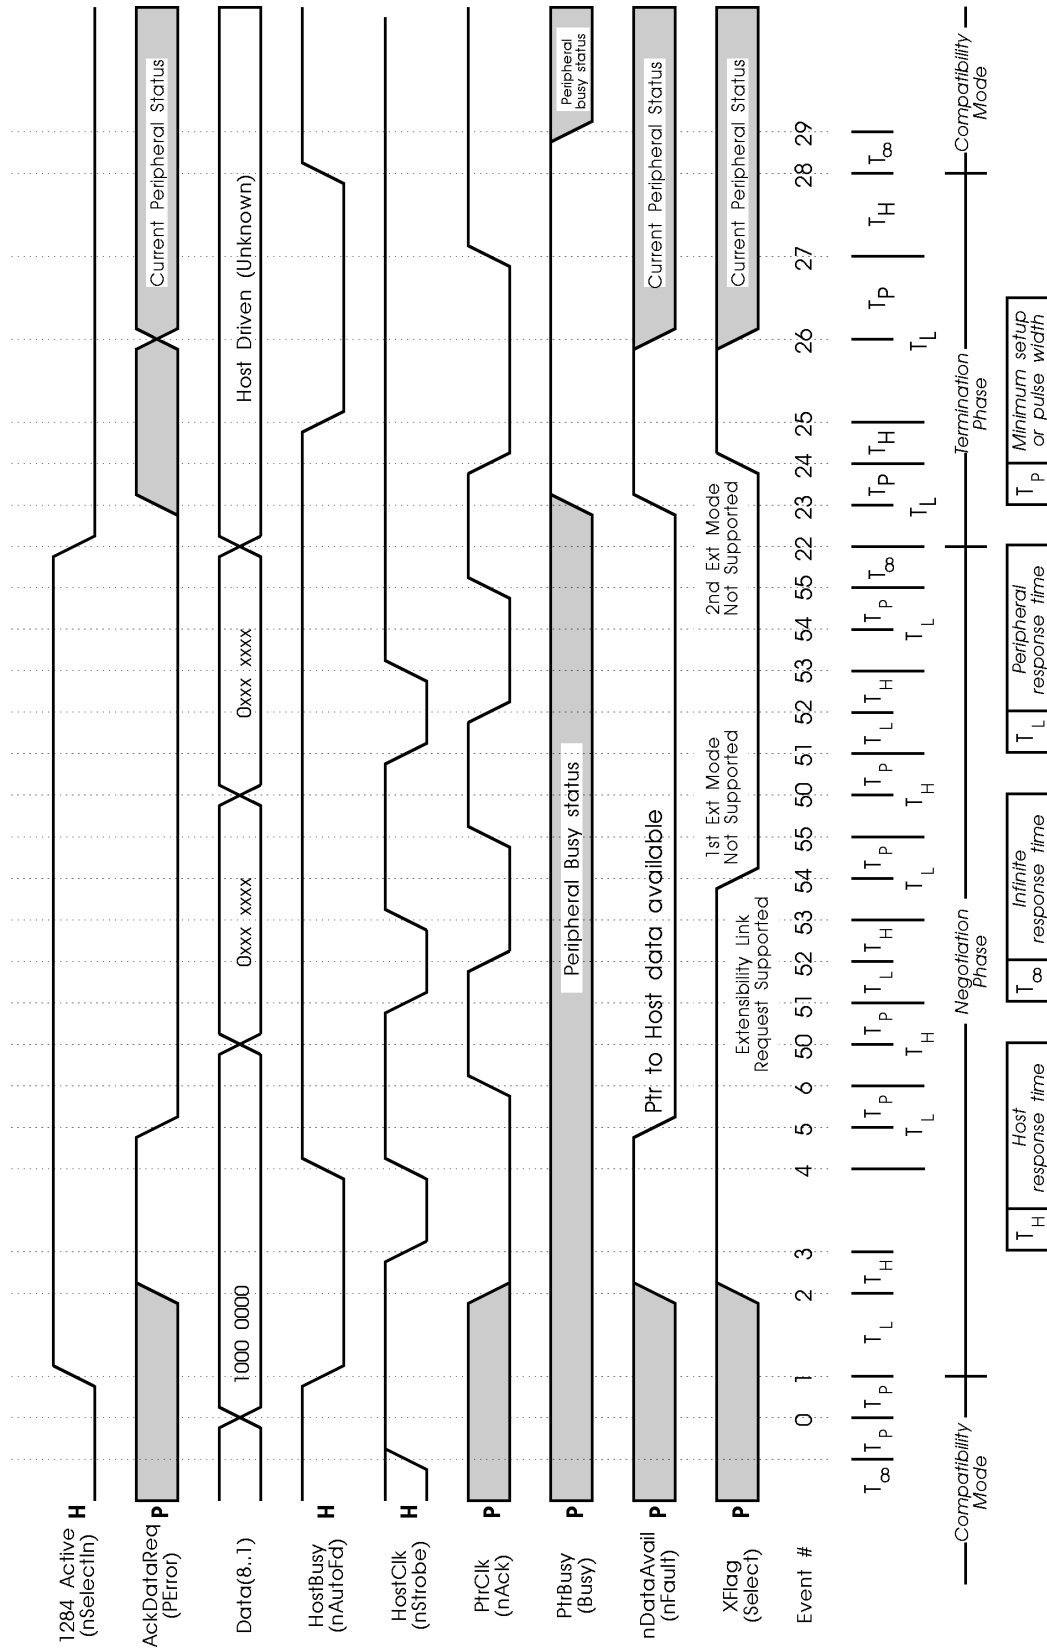 1284 Active
(nSelectIn)
H
AckDataReq
(PError)
P
Current Peripheral Status
Data(8..1)
1000 0000
0xxx xxxx
0xxx xxxx
Host Driven (Unknown)
HostBusy
(nAutoFd)
H
HostClk
(nStrobe)
H
PtrClk
(nAck)
P
PtrBusy
(Busy)
P
Peripheral Busy status
Peripheral
busy status
nDataAvail
(nFault)
P
Ptr to Host data available
Current Peripheral Status
XFlag
(Select)
P
Extensibility Link
Request Supported
1st Ext Mode
Not Supported
2nd Ext Mode
Not Supported
Current Peripheral Status
Event # 0 1 2 3 4 5 6 50 51 52 53 54 55 50 51 52 53 54 55 22 23 24 25 26 27 28 29
T∞ TP TP TL TH TP TP TL TH TP TP TL TH TP T∞ TP TH TP TH T∞
TL TH TL TH TL TL TL
Compatibility
Mode
Negotiation
Phase
Termination
Phase
Compatibility
Mode
TH Host
response time
T∞ Infinite
response time
TL Peripheral
response time
TP Minimum setup
or pulse width